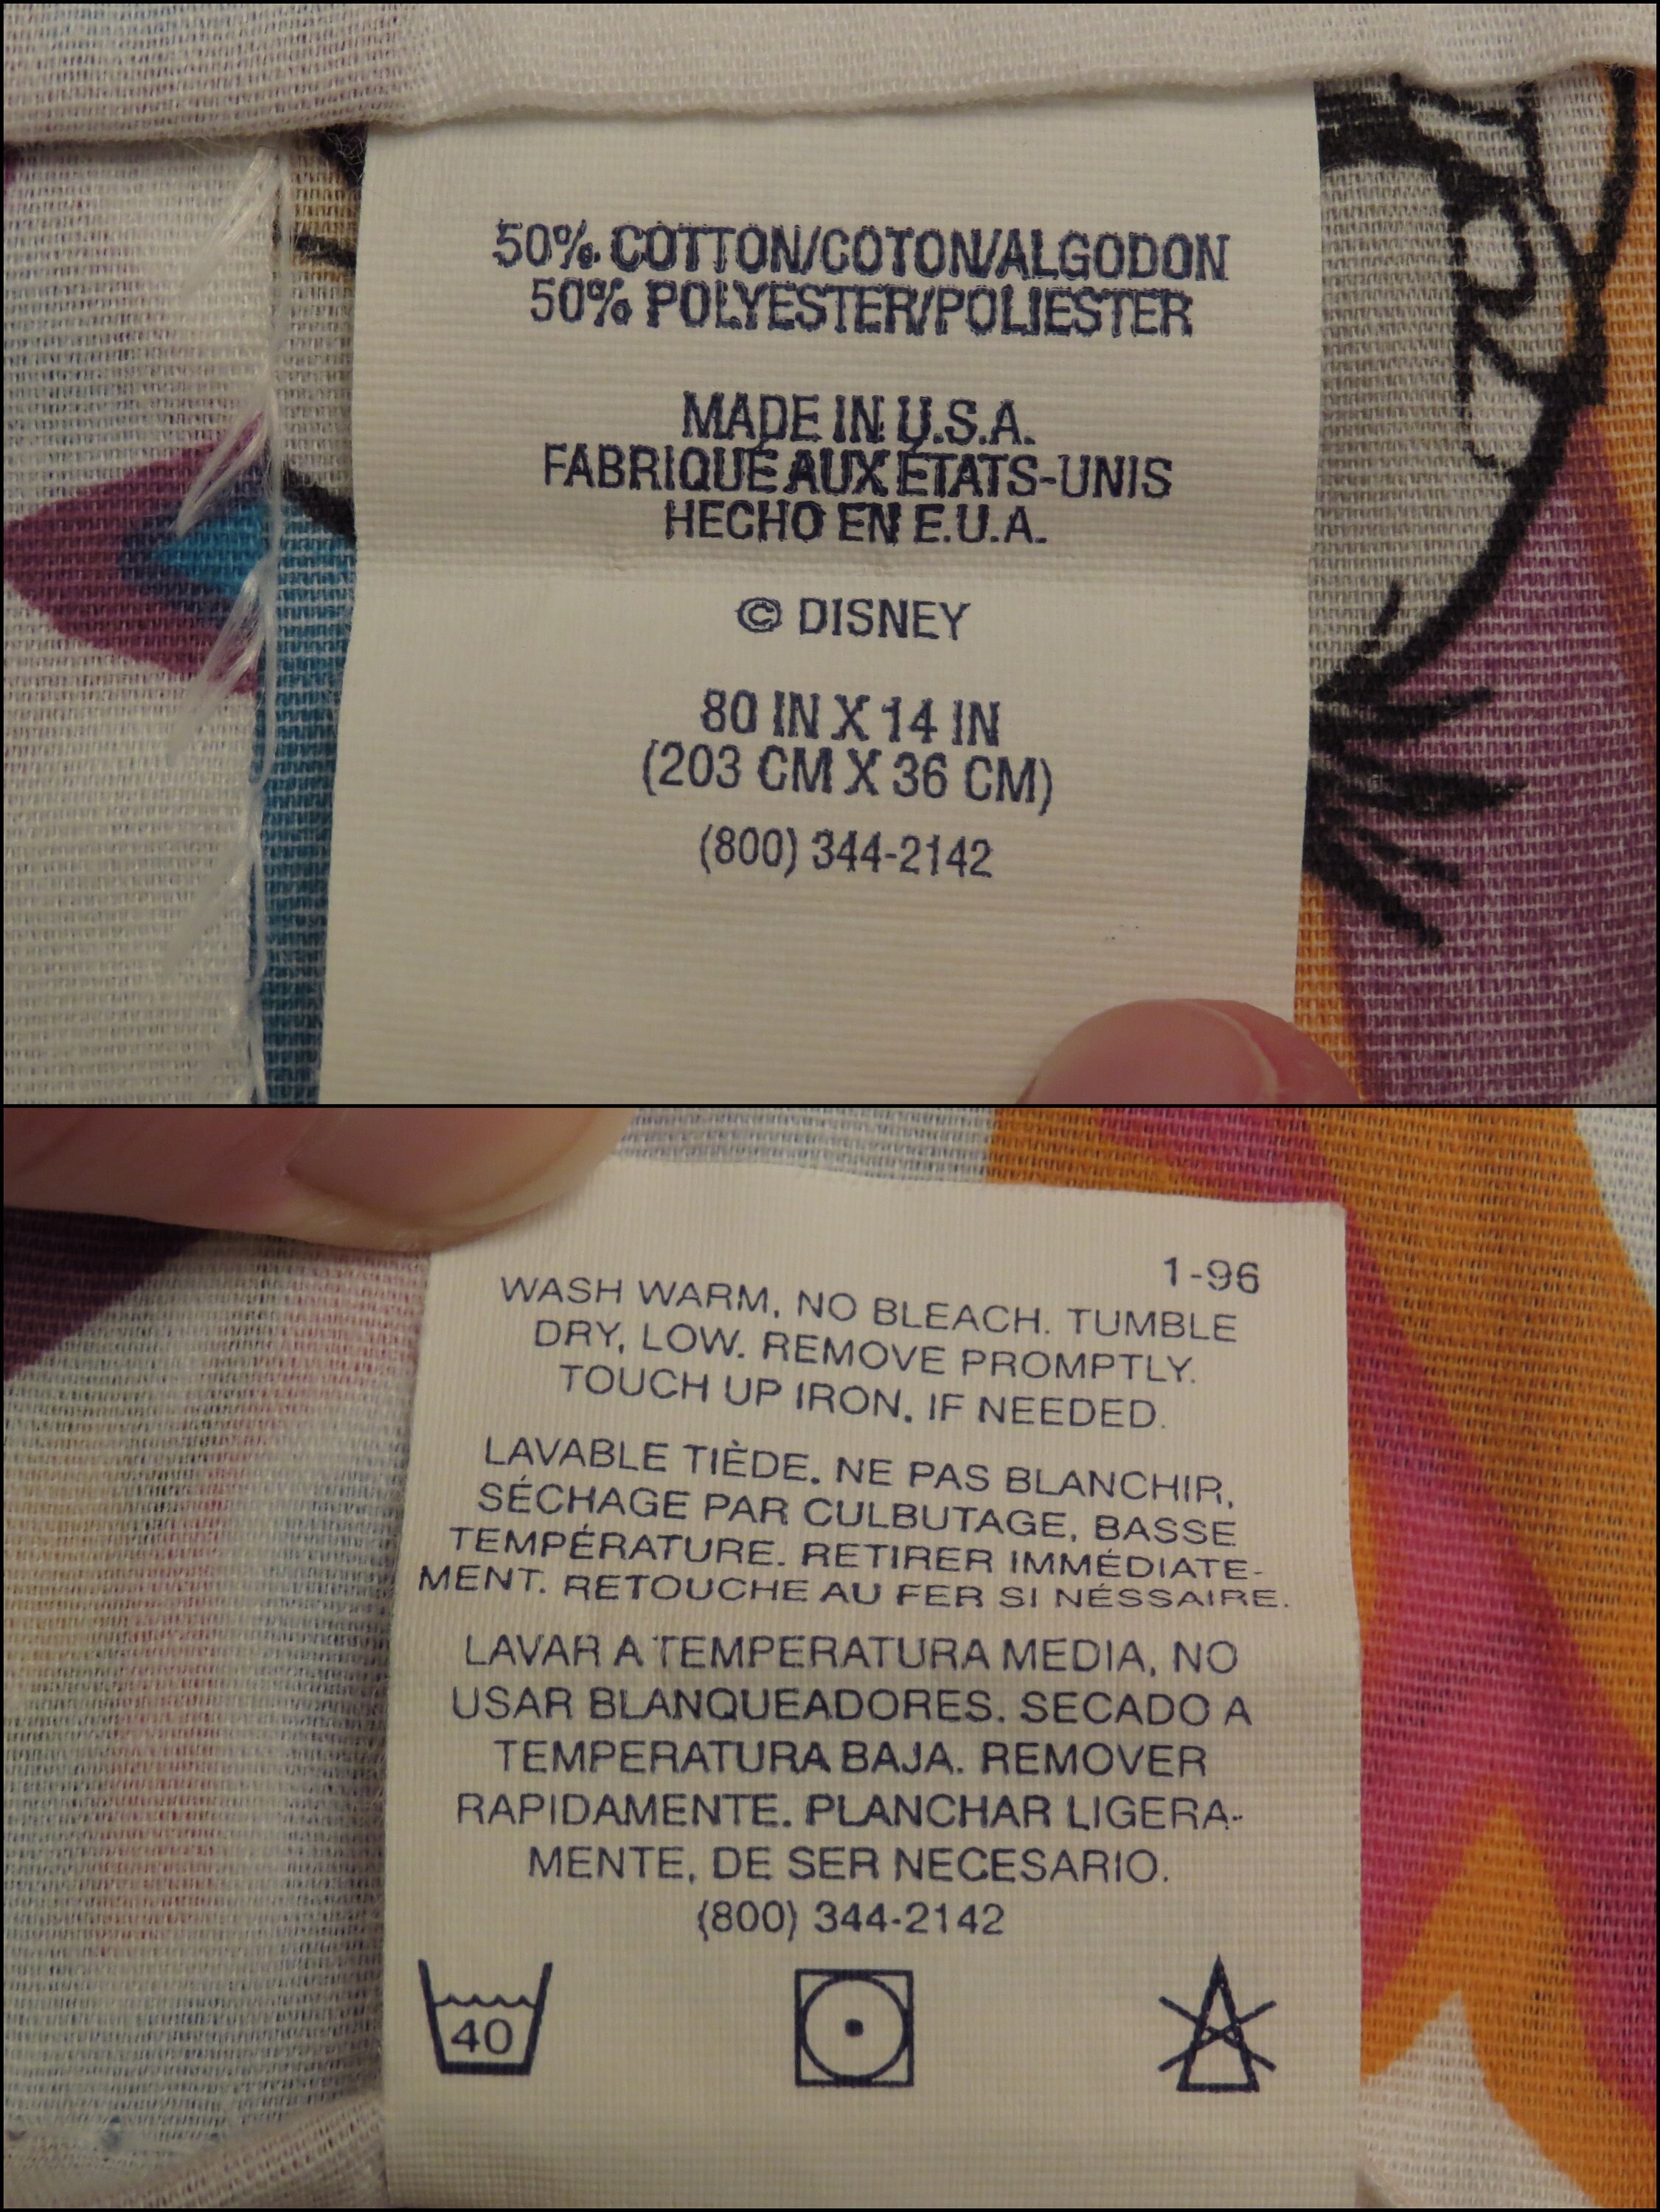 50% COTTON/COTON/ALGODON
50% POLYESTER/POLIESTER
MADE IN U.S.A.
FABRIQUÉ AUX ÉTATS-UNIS
HECHO EN E.U.A.
© DISNEY
80 IN X 14 IN
(203 CM X 36 CM)
(800) 344-2142
1-96
WASH WARM, NO BLEACH. TUMBLE
DRY, LOW. REMOVE PROMPTLY.
TOUCH UP IRON, IF NEEDED.
LAVABLE TIÈDE. NE PAS BLANCHIR,
SÉCHAGE PAR CULBUTAGE, BASSE
TEMPÉRATURE. RETIRER IMMÉDIATE-
MENT. RETOUCHE AU FER SI NÉSSAIRE.
LAVAR A TEMPERATURA MEDIA, NO
USAR BLANQUEADORES. SECADO A
TEMPERATURA BAJA. REMOVER
RAPIDAMENTE. PLANCHAR LIGERA-
MENTE, DE SER NECESARIO.
(800) 344-2142
40